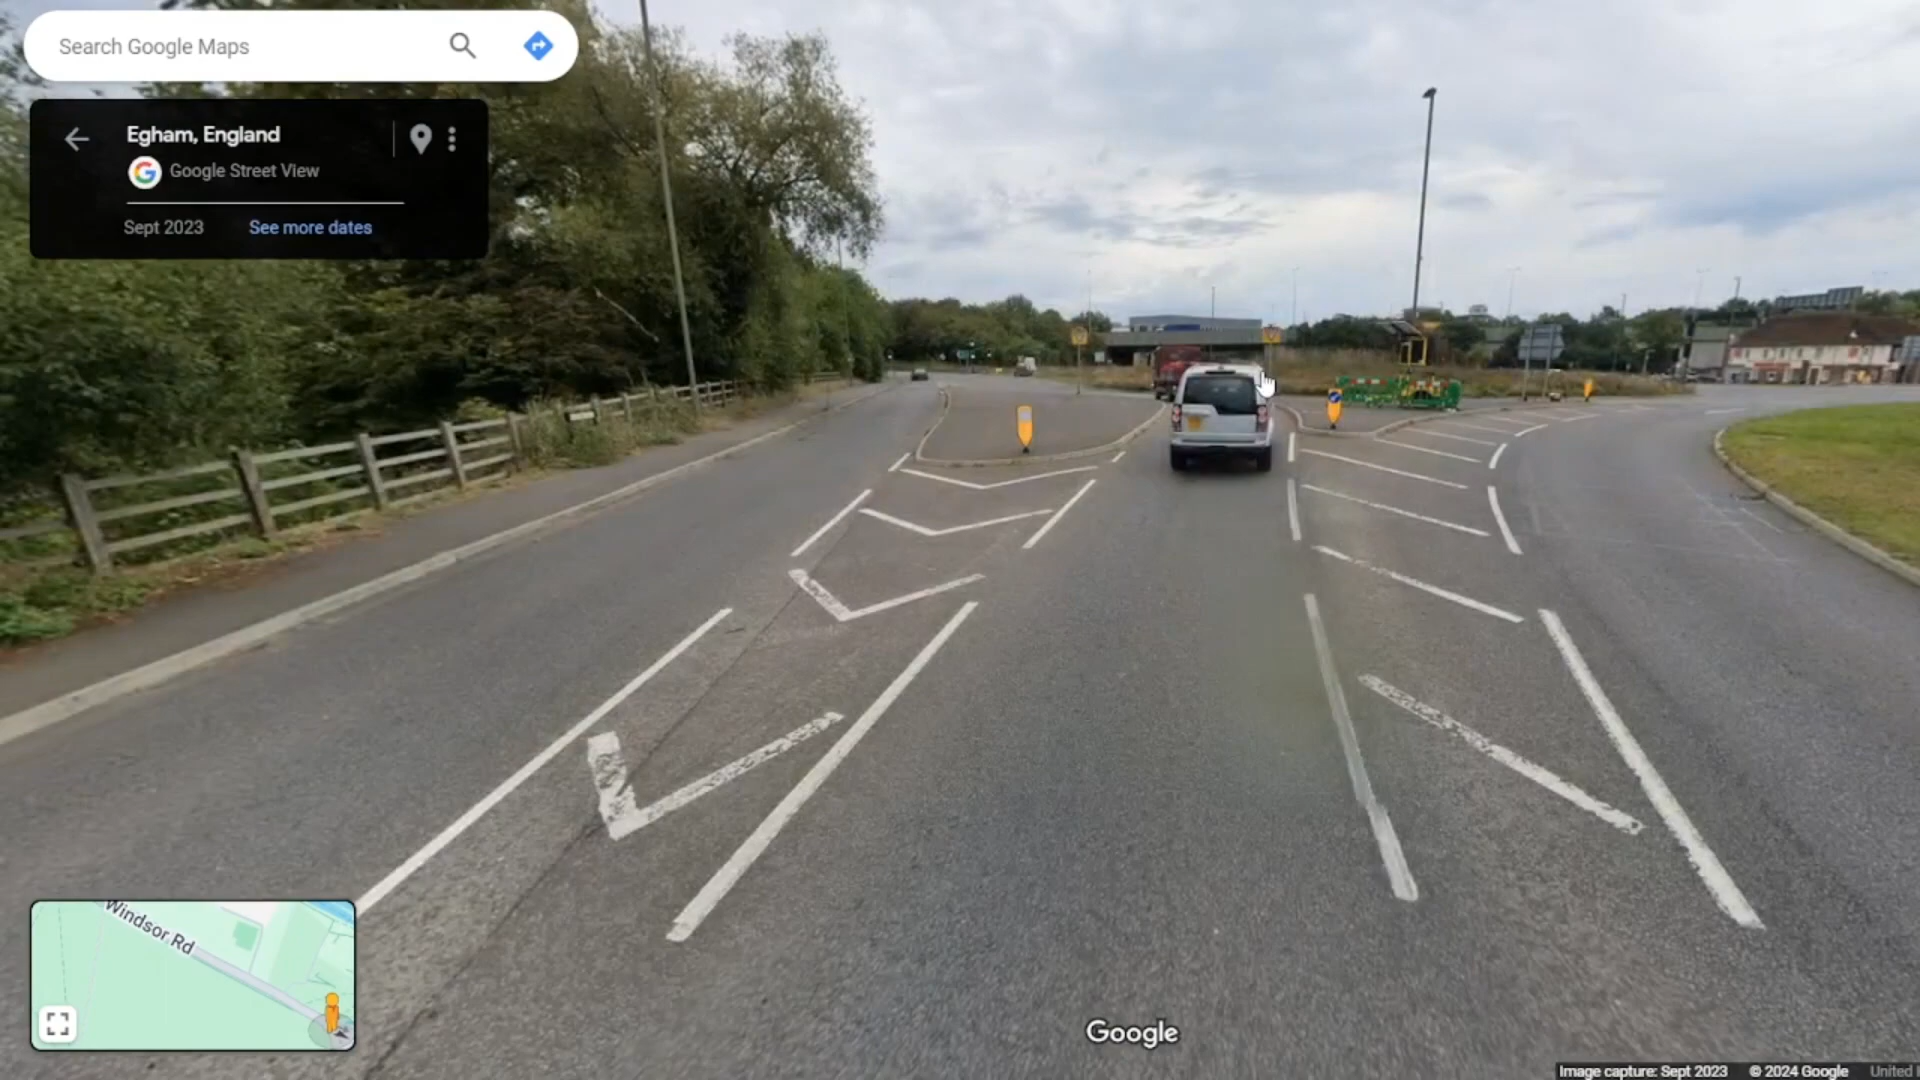 Search Google Maps
Egham, England
Google Street View
Sept 2023
See more dates
Windsor Rd
Google
Image capture: Sept 2023 © 2024 Google United